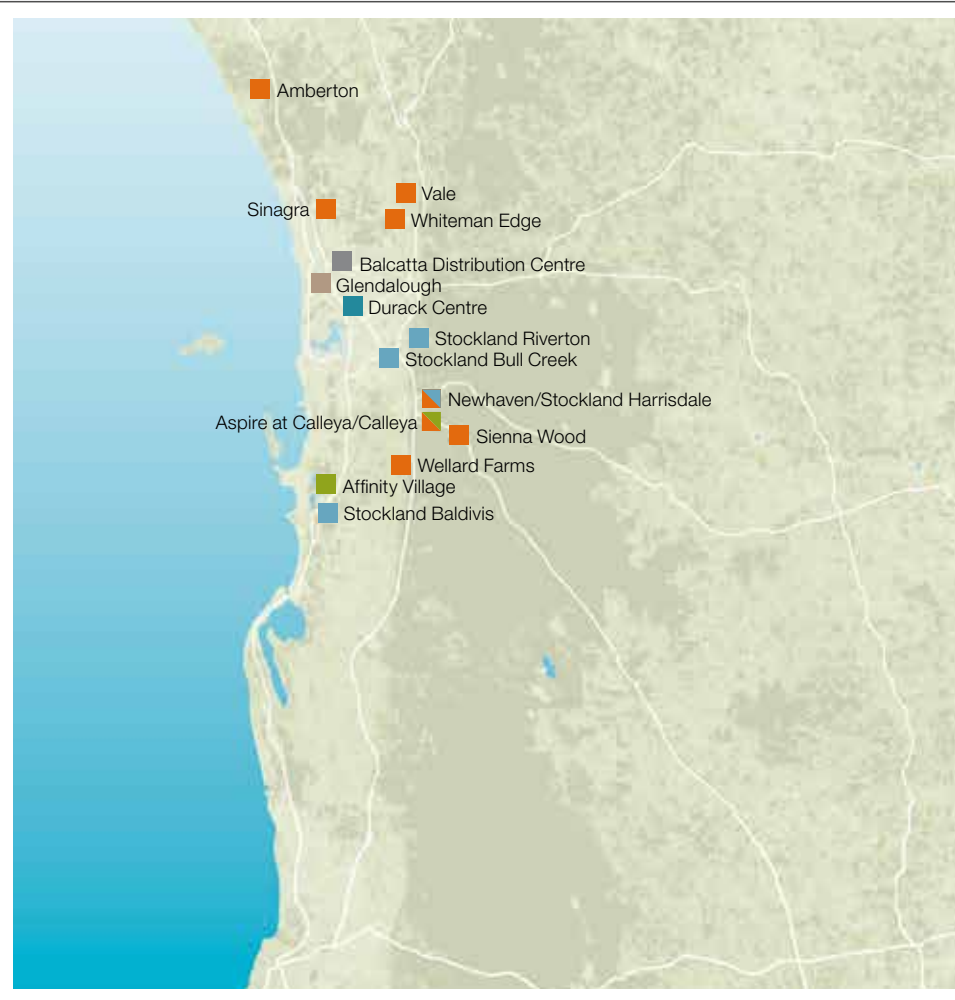 Amberton
Vale
Sinagra
Whiteman Edge
Balcatta Distribution Centre
Glendalough
Durack Centre
Stockland Riverton
Stockland Bull Creek
Newhaven/Stockland Harrisdale
Aspire at Calleya/Calleya
Sienna Wood
Wellard Farms
Affinity Village
Stockland Baldivis